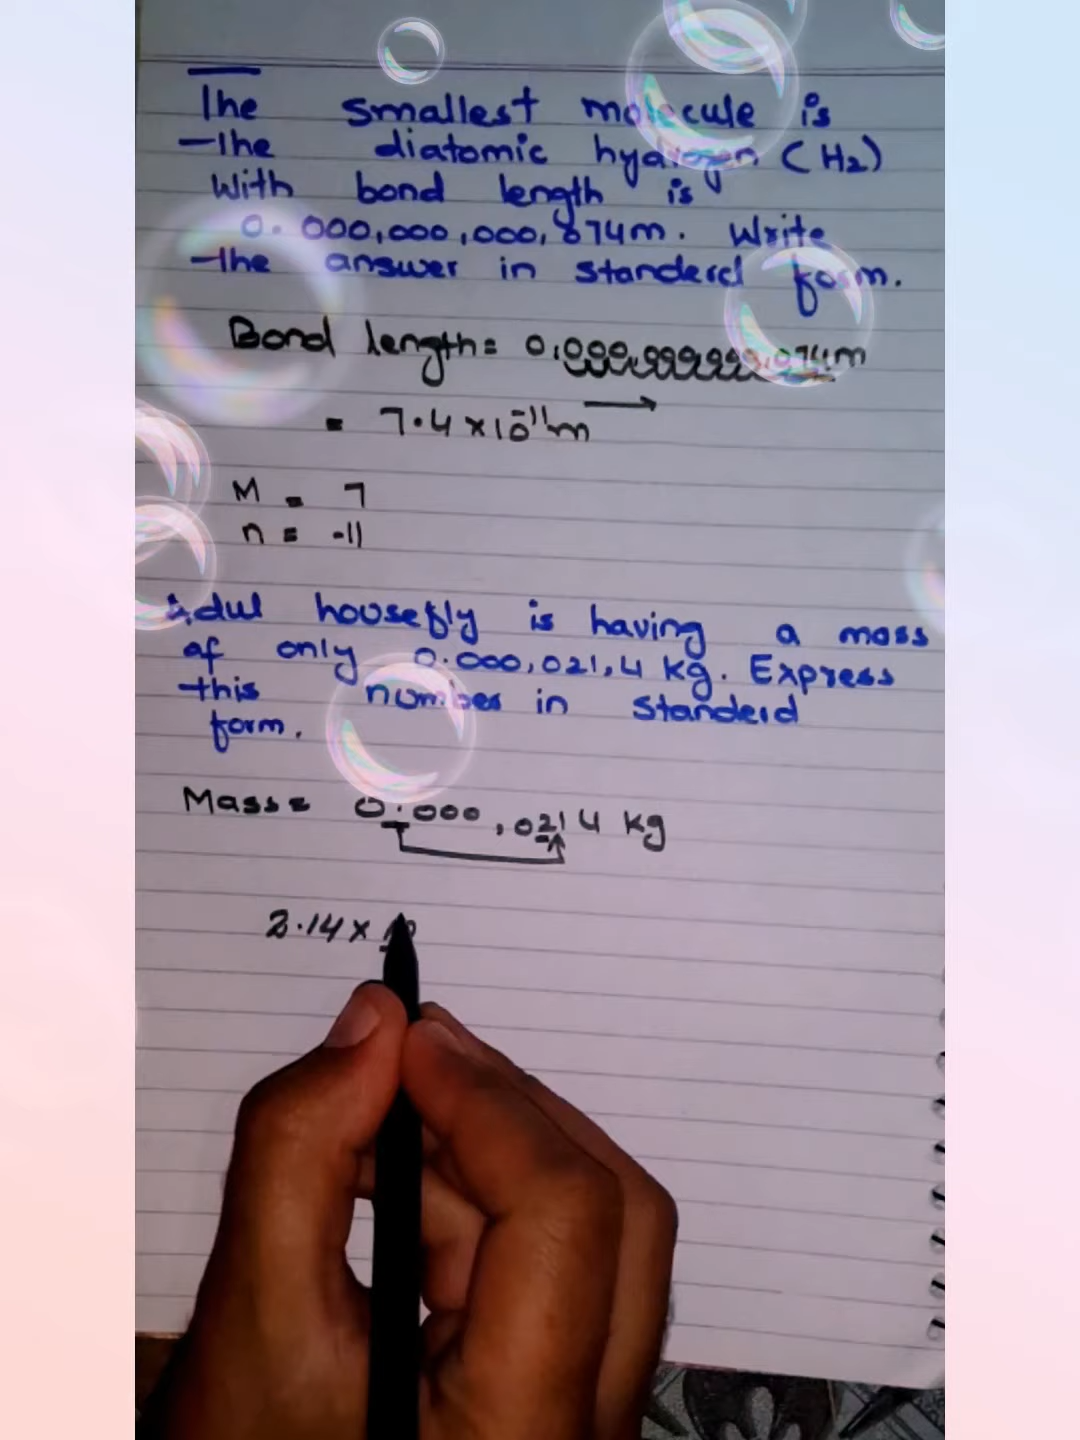 The smallest molecule is
the diatomic hydrogen (H2)
With bond length is
0.000,000,000,074m. Write
the answer in standerd form.
Bond length = 0.000,000,000,074m
= 7.4 × 10⁻¹¹m
M = 7
n = -11
Adul housefly is having a mass
of only 0.000,021,4 kg. Express
this number in standerd
form.
Mass = 0.000,0214 kg
2.14 × 10